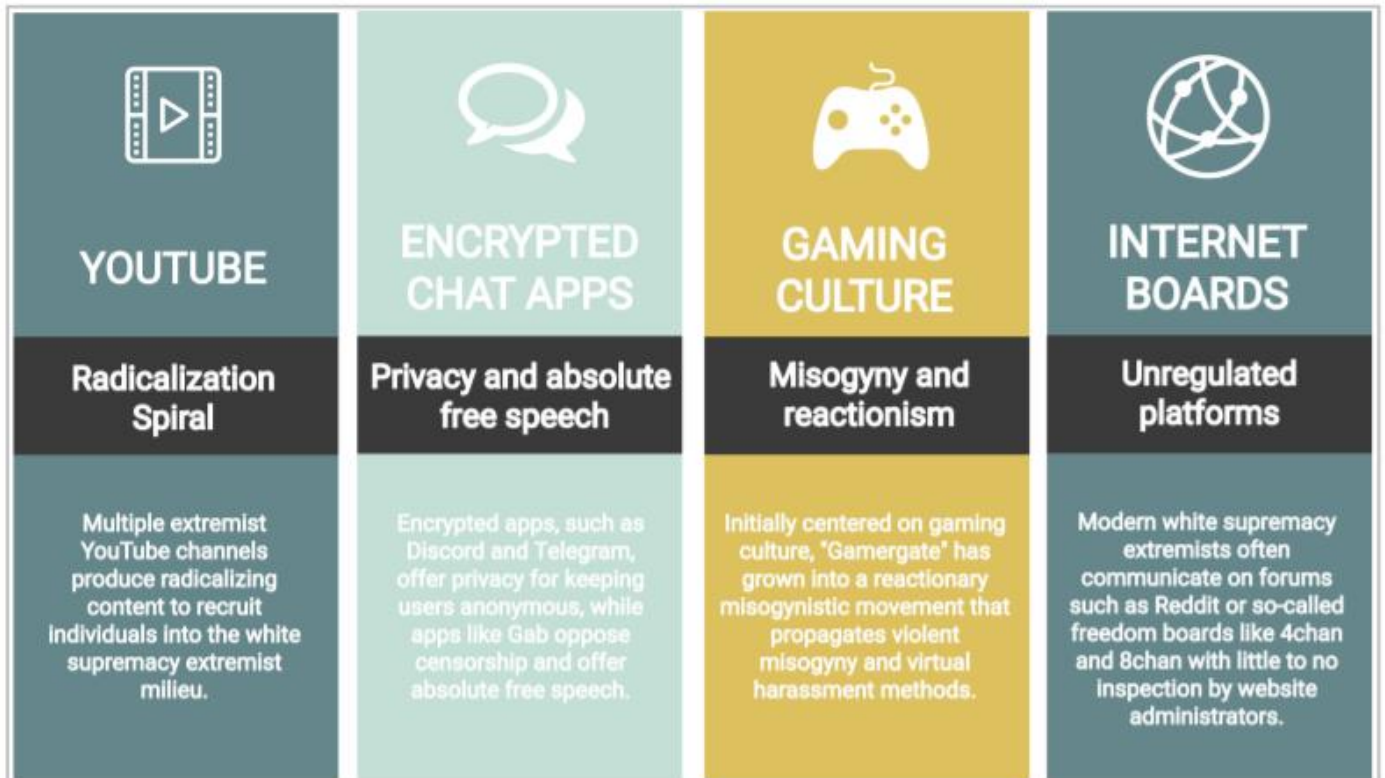 YOUTUBE
Radicalization
Spiral
Multiple extremist
YouTube channels
produce radicalizing
content to recruit
individuals into the white
supremacy extremist
milieu.
ENCRYPTED
CHAT APPS
Privacy and absolute
free speech
Encrypted apps, such as
Discord and Telegram,
offer privacy for keeping
users anonymous, while
apps like Gab oppose
censorship and offer
absolute free speech.
GAMING
CULTURE
Misogyny and
reactionism
Initially centered on gaming
culture, "Gamergate" has
grown into a reactionary
misogynistic movement that
propagates violent
misogyny and virtual
harassment methods.
INTERNET
BOARDS
Unregulated
platforms
Modern white supremacy
extremists often
communicate on forums
such as Reddit or so-called
freedom boards like 4chan
and 8chan with little to no
inspection by website
administrators.